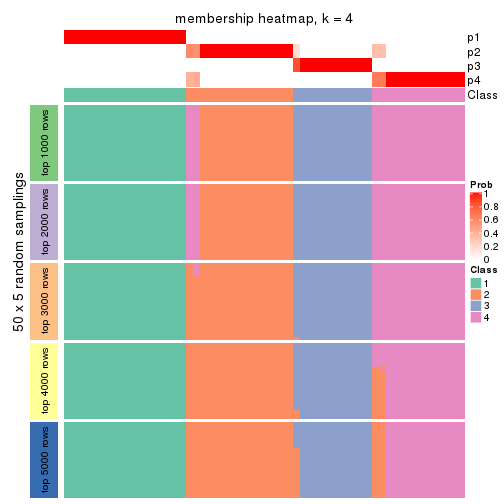 membership heatmap, k = 4
p1
p2
p3
p4
Class
50 x 5 random samplings
top 1000 rows
top 2000 rows
top 3000 rows
top 4000 rows
top 5000 rows
Prob
1
0.8
0.6
0.4
0.2
0
Class
1
2
3
4